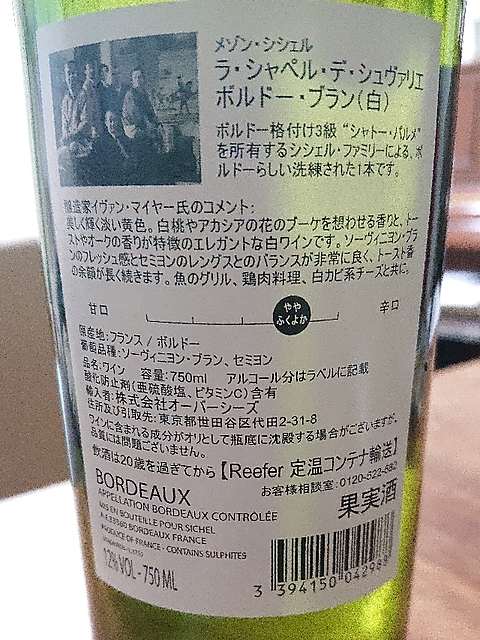 メゾン・シシェル
ラ・シャペル・デ・シュヴァリエ
ボルドー・ブラン(白)
ボルドー格付け3級 “シャトー・パルメ”
を所有するシシェル・ファミリーによる、ボ
ルドーらしい洗練された1本です。
醸造家イヴァン・マイヤー氏のコメント:
美しく輝く淡い黄色。白桃やアカシアの花のブーケを想わせる香りと、トー
ストやオークの香りが特徴のエレガントな白ワインです。ソーヴィニヨン・ブラ
ンのフレッシュ感とセミヨンのレングスとのバランスが非常に良く、トースト香
の余韻が長く続きます。魚のグリル、鶏肉料理、白カビ系チーズと共に。
甘口 やや ふくよか 辛口
原産地:フランス / ボルドー
葡萄品種:ソーヴィニヨン・ブラン、セミヨン
品名:ワイン 容量:750ml アルコール分はラベルに記載
酸化防止剤(亜硫酸塩、ビタミンC)含有
輸入者:株式会社オーバーシーズ
住所及び引取先:東京都世田谷区代田2-31-8
ワインに含まれる成分がオリとして瓶底に沈殿する場合がございますが、
品質には問題ございません。
飲酒は20歳を過ぎてから【Reefer 定温コンテナ輸送】
お客様相談室:0120-522-582
BORDEAUX
APPELLATION BORDEAUX CONTRÔLÉE
MIS EN BOUTEILLE POUR SICHEL
À F.33560 BORDEAUX FRANCE
PRODUCE OF FRANCE - CONTAINS SULPHITES
果実酒
12% VOL - 750 ML
3 394150 04298